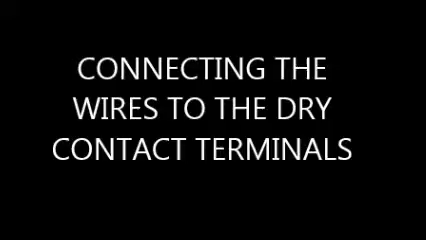 CONNECTING THE
WIRES TO THE DRY
CONTACT TERMINALS